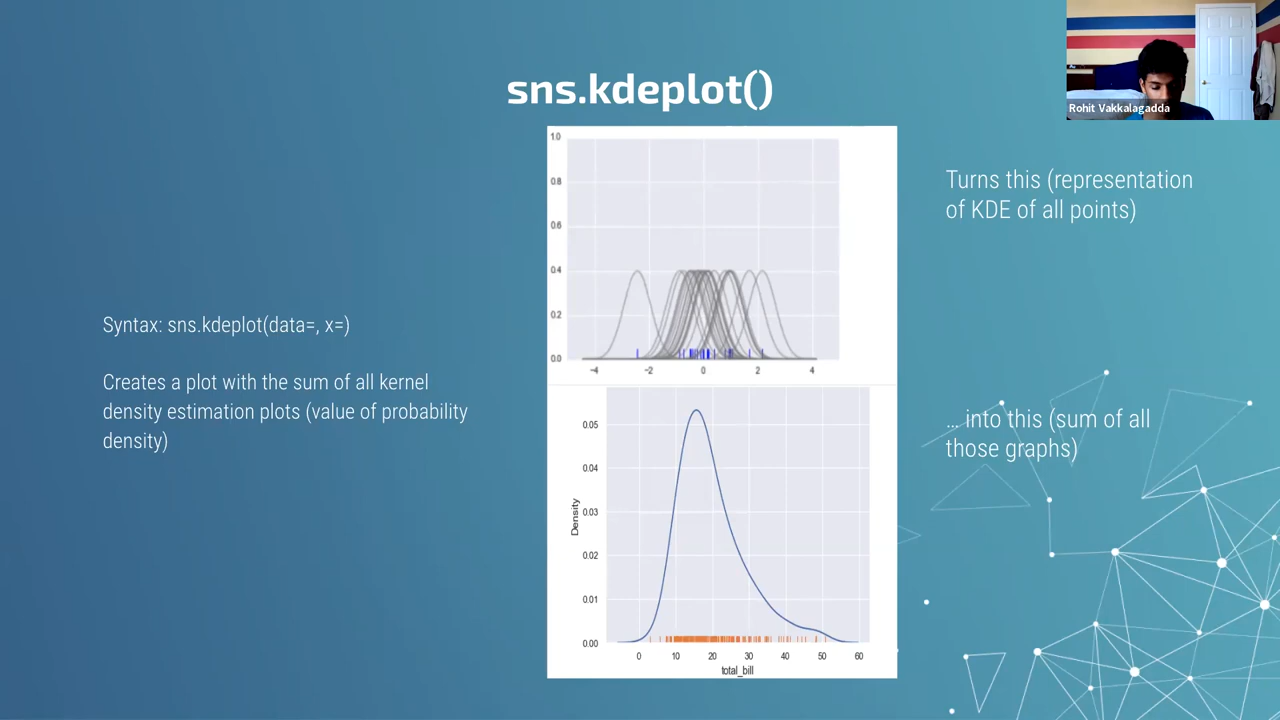 sns.kdeplot()
Rohit Vakkalagadda
Syntax: sns.kdeplot(data=, x=)
Creates a plot with the sum of all kernel
density estimation plots (value of probability
density)
1.0
0.8
0.6
0.4
0.2
0.0
-4 -2 0 2 4
Turns this (representation
of KDE of all points)
0.05
0.04
0.03
0.02
0.01
0.00
Density
0 10 20 30 40 50 60
total_bill
... into this (sum of all
those graphs)